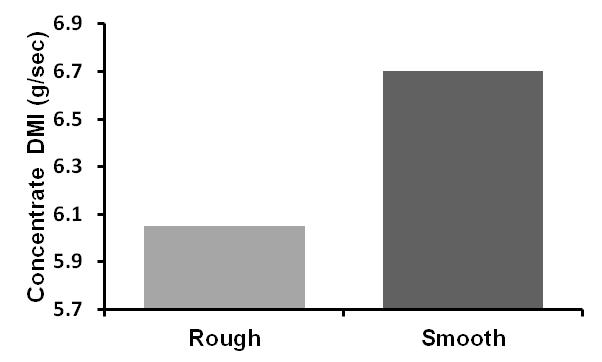 Concentrate DMI (g/sec)
6.9
6.7
6.5
6.3
6.1
5.9
5.7
Rough
Smooth